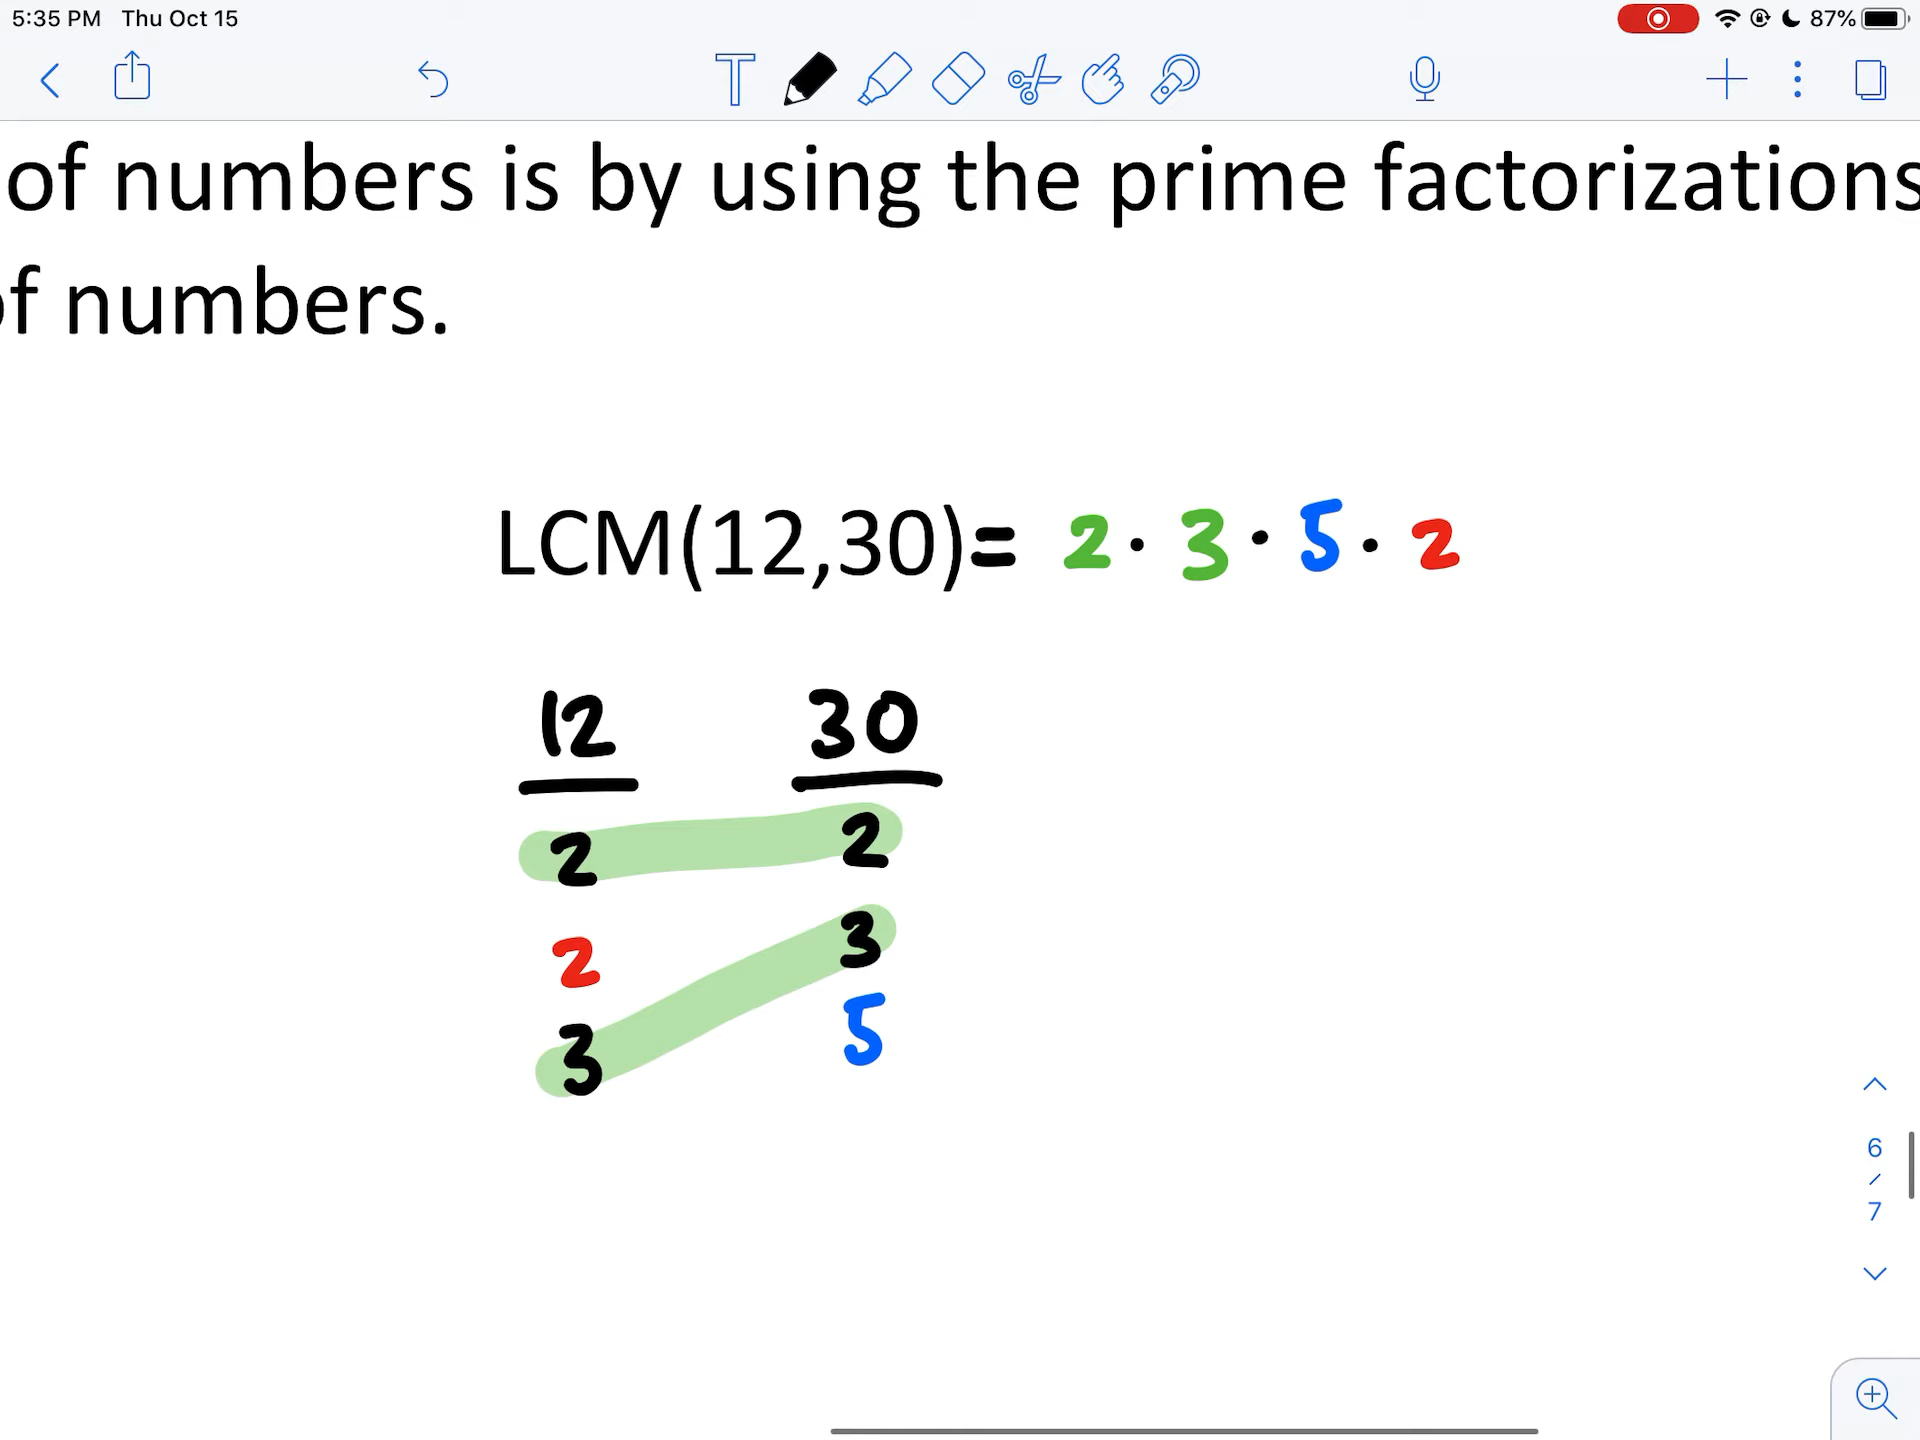 5:35 PM Thu Oct 15 87%
of numbers is by using the prime factorizations
of numbers.
LCM(12,30)= 2 · 3 · 5 · 2
12 30
2 2
2 3
3 5
6
/
7